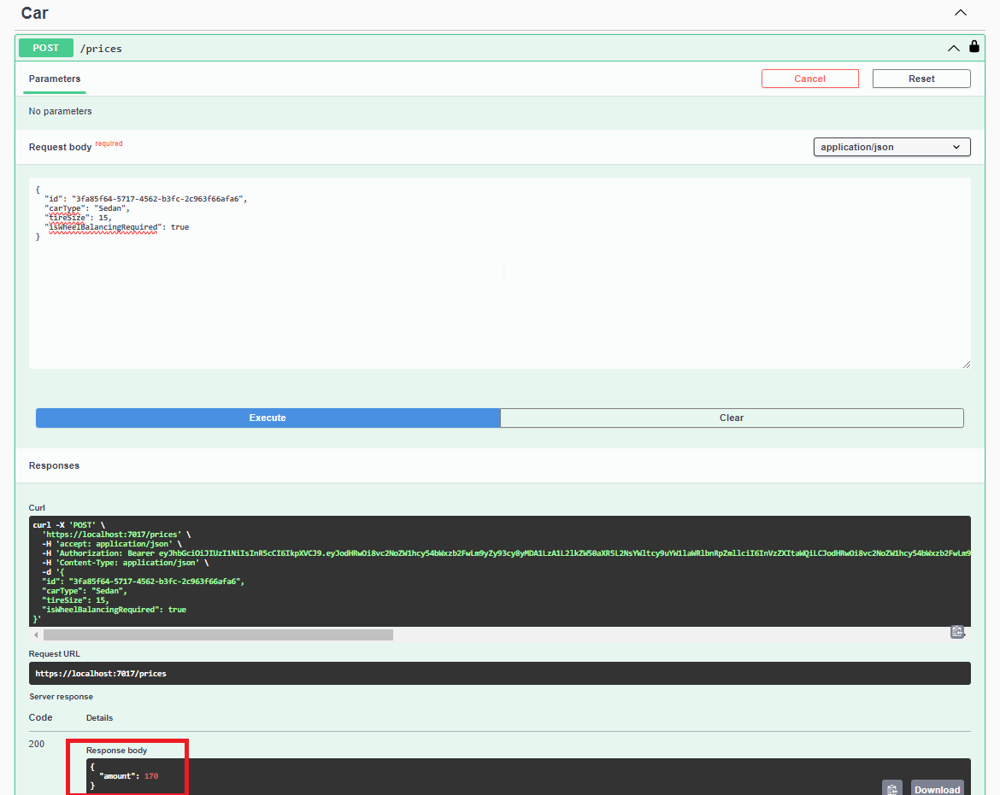 Car
POST /prices
Parameters
Cancel
Reset
No parameters
Request body required
application/json
{
  "id": "3fa85f64-5717-4562-b3fc-2c963f66afa6",
  "carType": "Sedan",
  "tireSize": 15,
  "isWheelBalancingRequired": true
}
Execute
Clear
Responses
Curl
curl -X 'POST' \
  'https://localhost:7017/prices' \
  -H 'accept: application/json' \
  -H 'Authorization: Bearer
  -H 'Content-Type: application/json' \
  -d '{
  "id": "3fa85f64-5717-4562-b3fc-2c963f66afa6",
  "carType": "Sedan",
  "tireSize": 15,
  "isWheelBalancingRequired": true
}'
Request URL
https://localhost:7017/prices
Server response
Code Details
200
Response body
{
  "amount": 170
}
Download